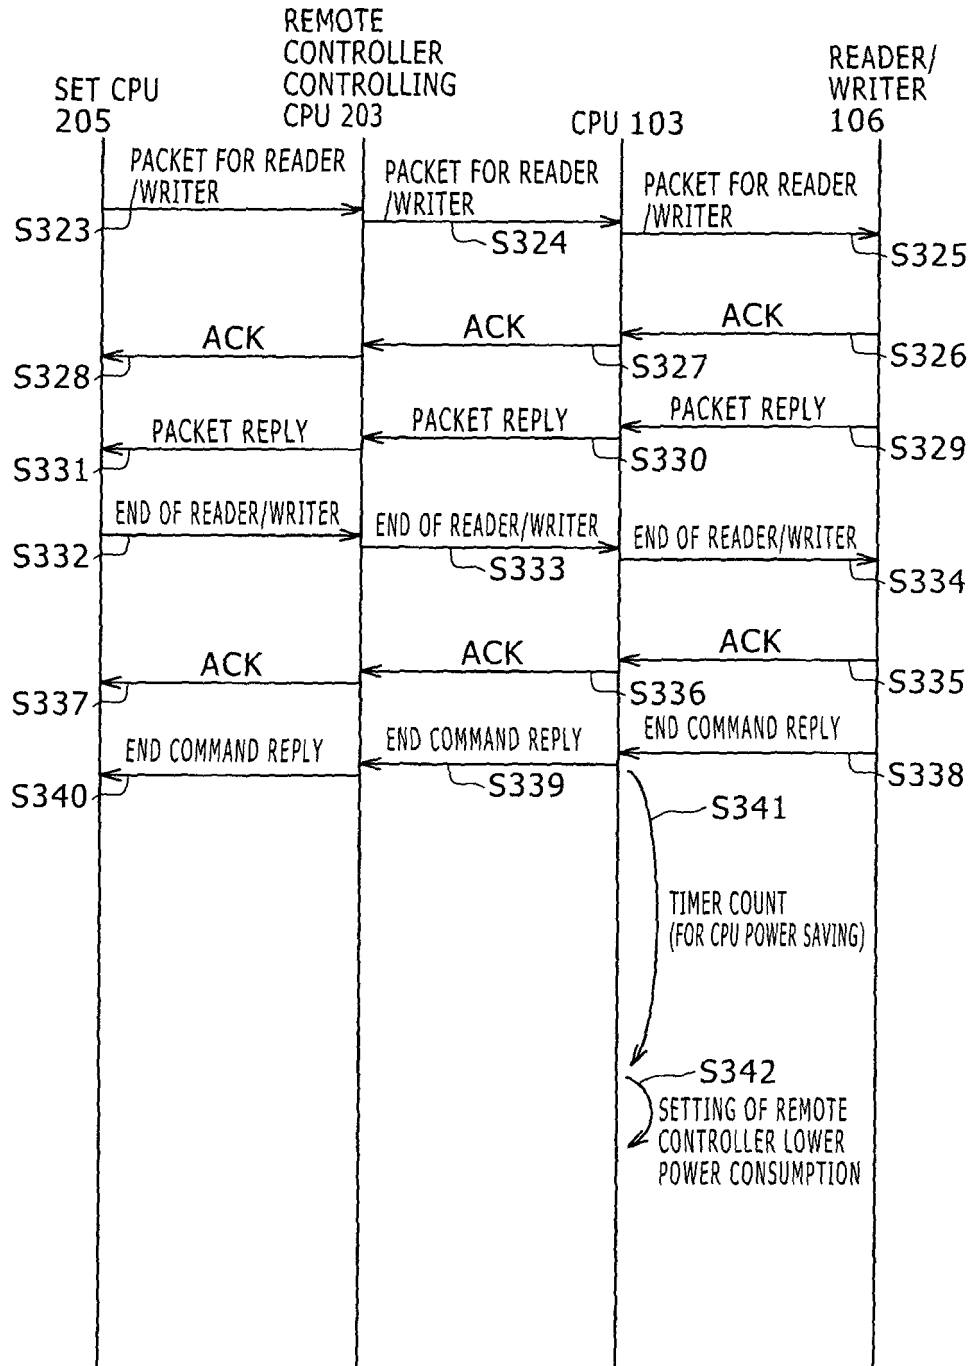 REMOTE
CONTROLLER
CONTROLLING
CPU 203
SET CPU
205
CPU 103
READER/
WRITER
106
PACKET FOR READER
/WRITER
S323
PACKET FOR READER
/WRITER
S324
PACKET FOR READER
/WRITER
S325
ACK
S326
ACK
S327
ACK
S328
PACKET REPLY
S329
PACKET REPLY
S330
PACKET REPLY
S331
END OF READER/WRITER
S332
END OF READER/WRITER
S333
END OF READER/WRITER
S334
ACK
S335
ACK
S336
ACK
S337
END COMMAND REPLY
S338
END COMMAND REPLY
S339
END COMMAND REPLY
S340
S341
TIMER COUNT
(FOR CPU POWER SAVING)
S342
SETTING OF REMOTE
CONTROLLER LOWER
POWER CONSUMPTION